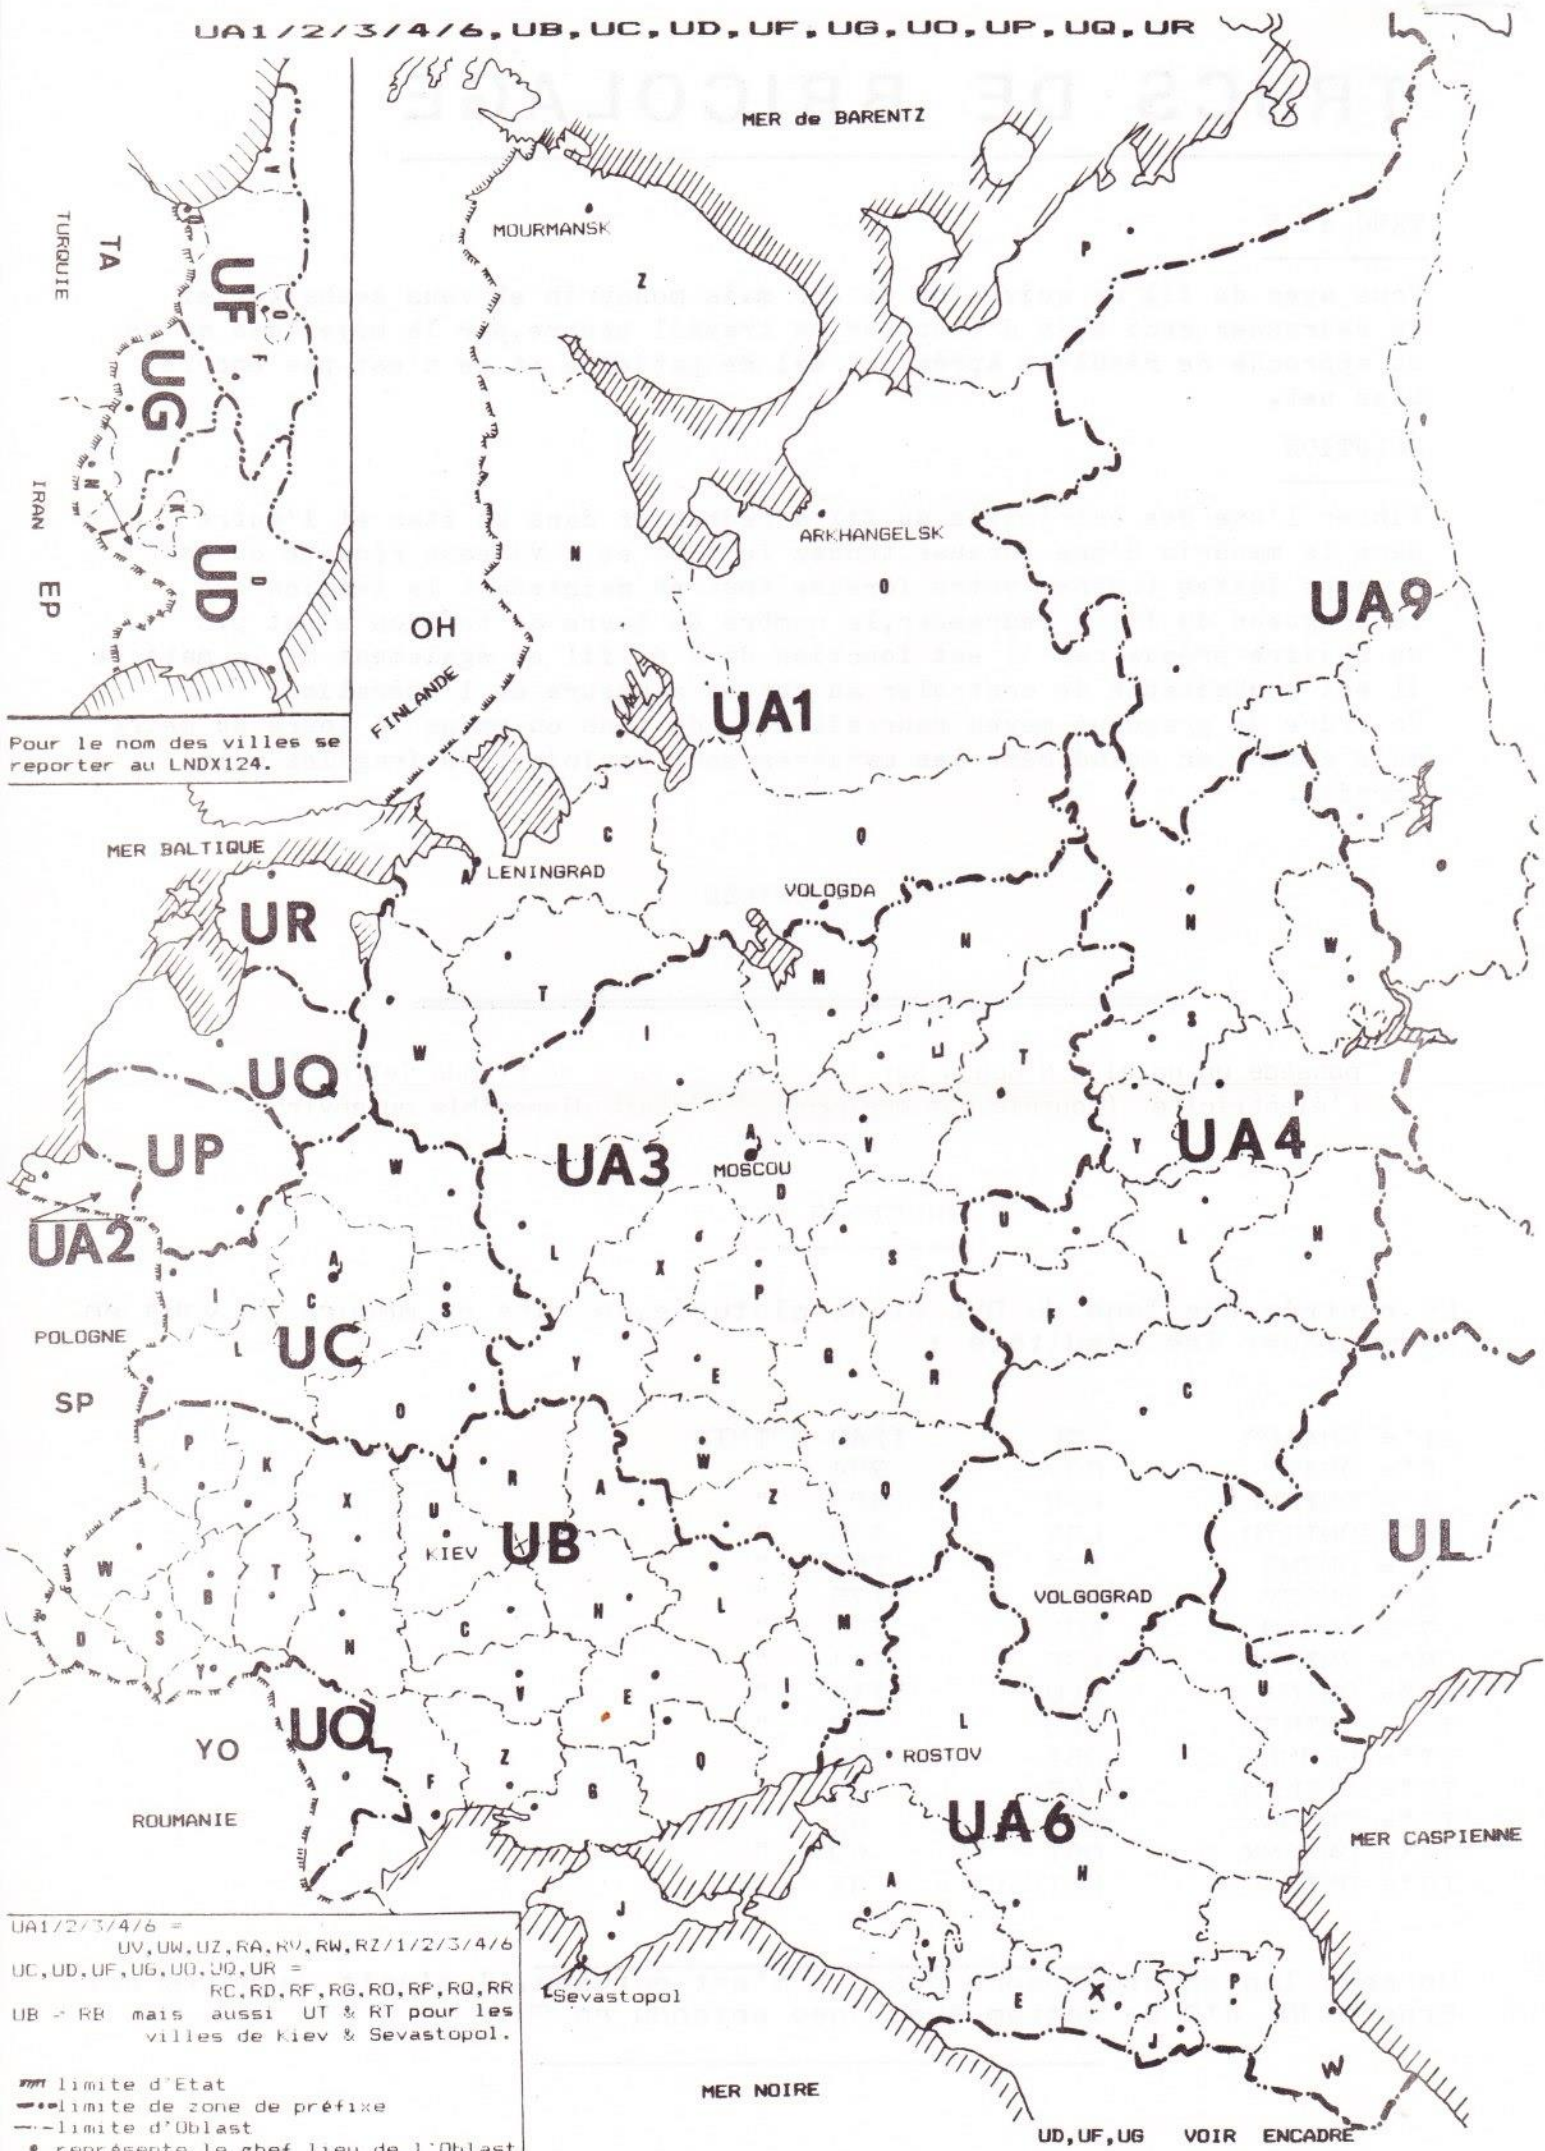 UA1/2/3/4/6,UB,UC,UD,UF,UG,UO,UP,UQ,UR
MER de BARENTZ
V
TURQUIE
TA
UF
O
F
UG
IRAN
N
L
K
EP
UD
D
Pour le nom des villes se
reporter au LNDX124.
MOURMANSK
Z
P
ARKHANGELSK
N
O
OH
FINLANDE
UA1
UA9
MER BALTIQUE
A
LENINGRAD
C
Q
VOLOGDA
UR
T
M
N
N
W
W
I
U
T
S
UQ
UP
W
UA3
A
MOSCOU
D
V
P
Y
UA4
UA2
POLOGNE
SP
I
A
C
S
L
UC
O
L
X
P
S
U
L
H
Y
E
G
R
F
C
P
K
X
U
R
A
W
Z
Q
KIEV
UB
A
VOLGOGRAD
UL
W
B
T
D
S
Y
N
C
H
L
M
V
E
I
UO
YO
F
Z
G
Q
L
ROSTOV
I
U
ROUMANIE
UA6
MER CASPIENNE
A
H
J
Sevastopol
Y
E
X
J
P
W
UA1/2/3/4/6 =
UV,UW,UZ,RA,RV,RW,RZ/1/2/3/4/6
UC,UD,UF,UG,UO,UQ,UR =
RC,RD,RF,RG,RO,RP,RQ,RR
UB - RB mais aussi UT & RT pour les
villes de Kiev & Sevastopol.
limite d'Etat
limite de zone de préfixe
limite d'Oblast
représente le chef lieu de l'Oblast
MER NOIRE
UD,UF,UG VOIR ENCADRE